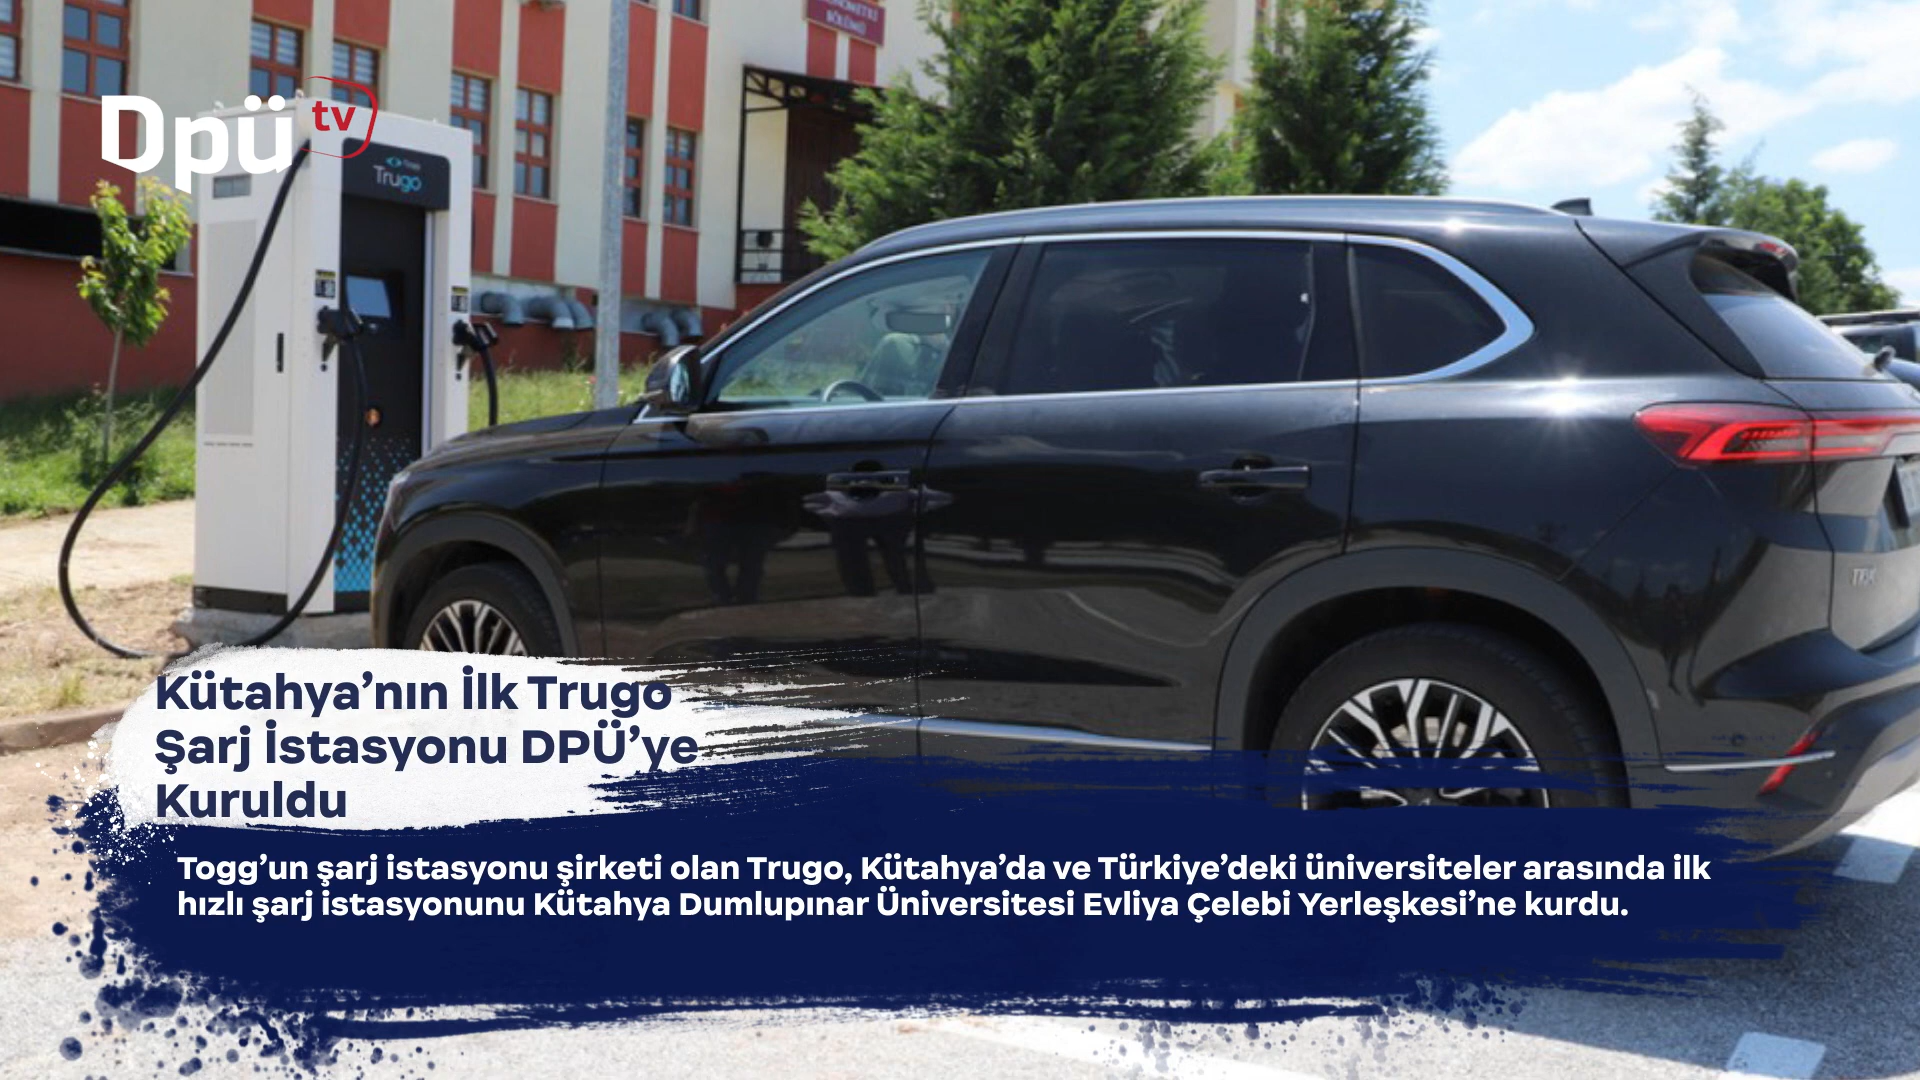 BÖLÜMÜ
Dpü tv
Togg
Trugo
Kütahya’nın İlk Trugo
Şarj İstasyonu DPÜ’ye
Kuruldu
Togg’un şarj istasyonu şirketi olan Trugo, Kütahya’da ve Türkiye’deki üniversiteler arasında ilk
hızlı şarj istasyonunu Kütahya Dumlupınar Üniversitesi Evliya Çelebi Yerleşkesi’ne kurdu.